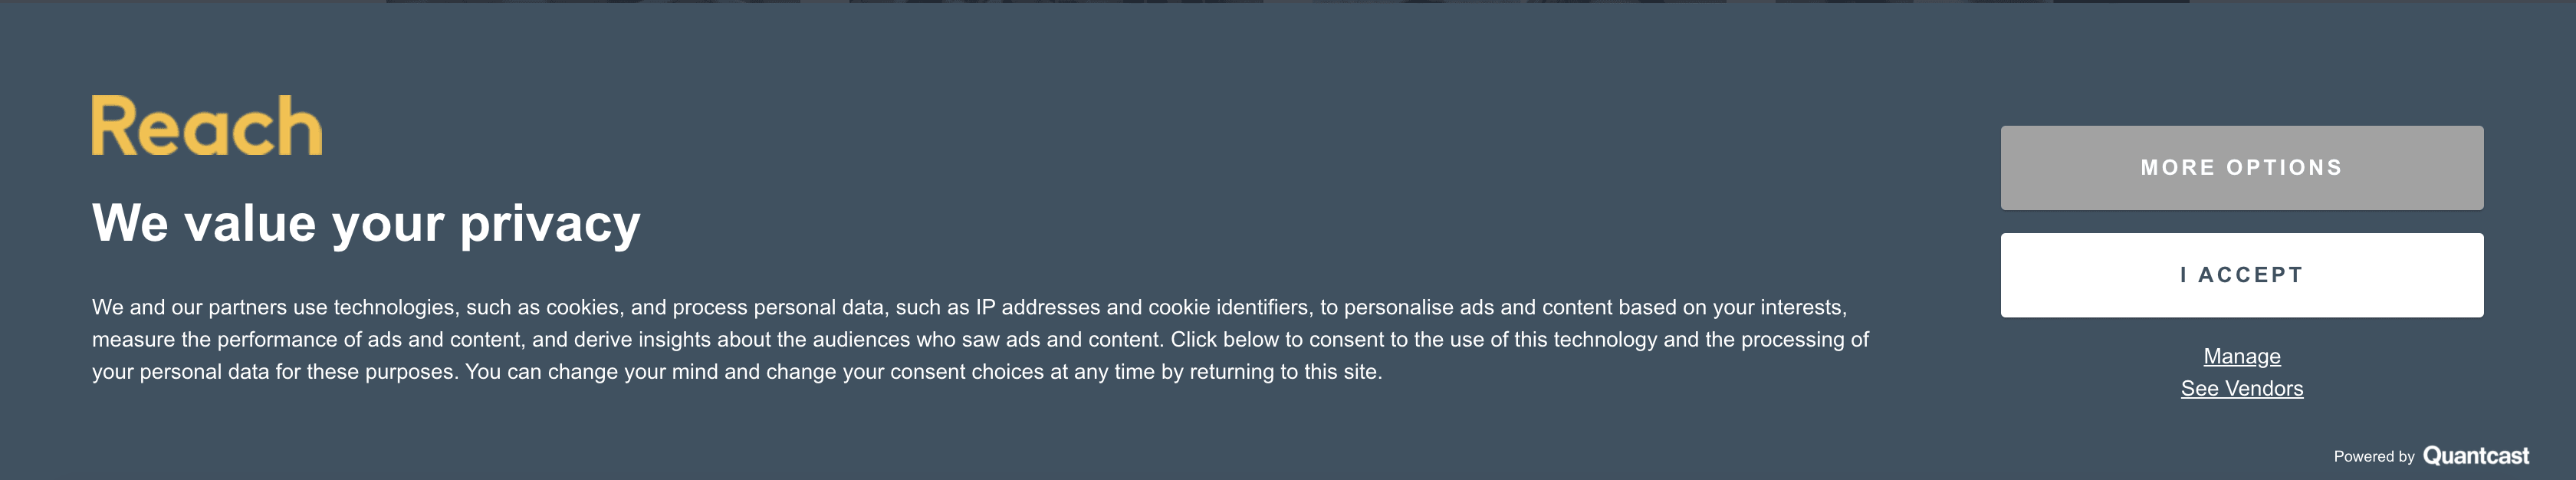 Reach
We value your privacy
We and our partners use technologies, such as cookies, and process personal data, such as IP addresses and cookie identifiers, to personalise ads and content based on your interests,
measure the performance of ads and content, and derive insights about the audiences who saw ads and content. Click below to consent to the use of this technology and the processing of
your personal data for these purposes. You can change your mind and change your consent choices at any time by returning to this site.
MORE OPTIONS
I ACCEPT
Manage
See Vendors
Powered by Quantcast